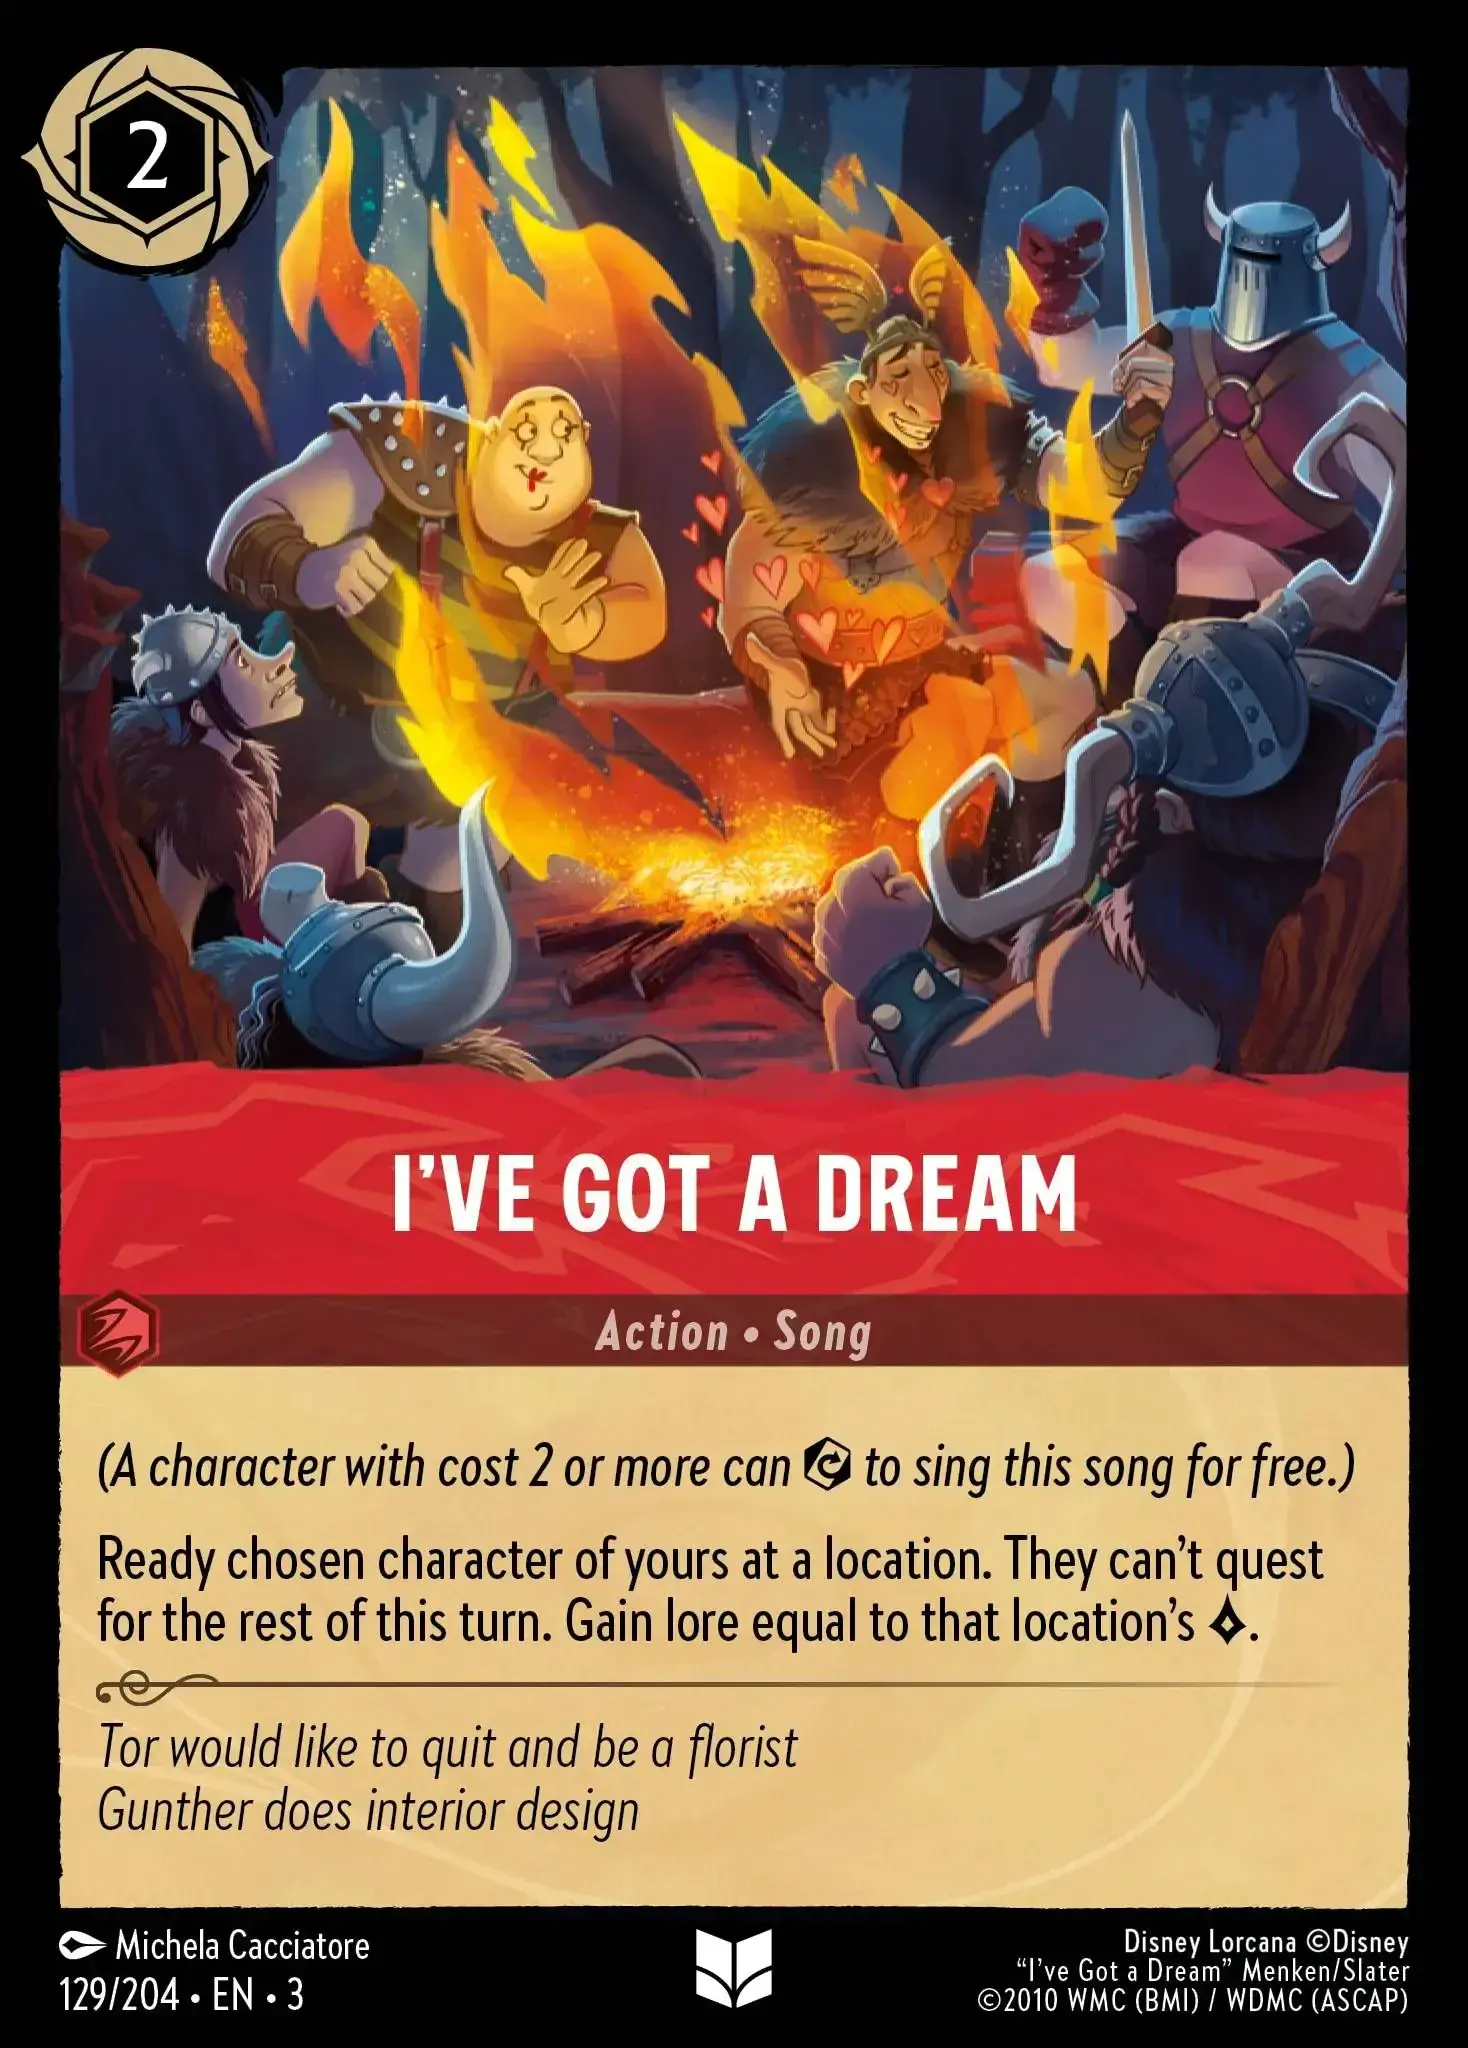 2
I'VE GOT A DREAM
Action • Song
(A character with cost 2 or more can to sing this song for free.)
Ready chosen character of yours at a location. They can't quest
for the rest of this turn. Gain lore equal to that location's .
Tor would like to quit and be a florist
Gunther does interior design
Michela Cacciatore
129/204 • EN • 3
Disney Lorcana ©Disney
“I've Got a Dream” Menken/Slater
©2010 WMC (BMI) / WDMC (ASCAP)